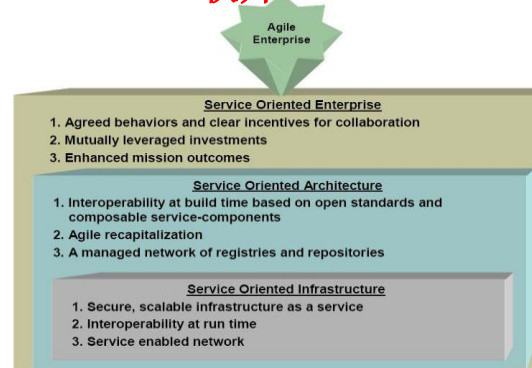 Agile
Enterprise
Service Oriented Enterprise
1. Agreed behaviors and clear incentives for collaboration
2. Mutually leveraged investments
3. Enhanced mission outcomes
Service Oriented Architecture
1. Interoperability at build time based on open standards and
composable service-components
2. Agile recapitalization
3. A managed network of registries and repositories
Service Oriented Infrastructure
1. Secure, scalable infrastructure as a service
2. Interoperability at run time
3. Service enabled network